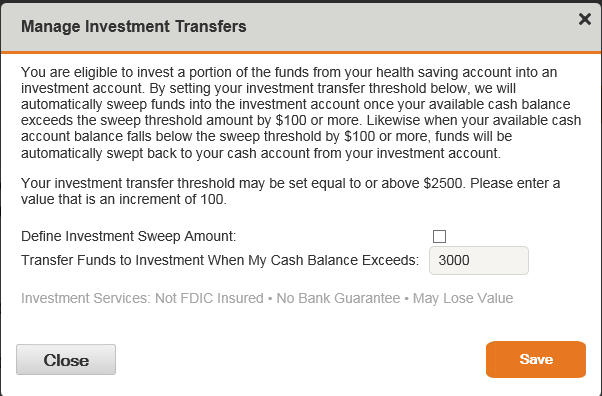 Manage Investment Transfers
You are eligible to invest a portion of the funds from your health saving account into an
investment account. By setting your investment transfer threshold below, we will
automatically sweep funds into the investment account once your available cash balance
exceeds the sweep threshold amount by $100 or more. Likewise when your available cash
account balance falls below the sweep threshold by $100 or more, funds will be
automatically swept back to your cash account from your investment account.
Your investment transfer threshold may be set equal to or above $2500. Please enter a
value that is an increment of 100.
Define Investment Sweep Amount:
Transfer Funds to Investment When My Cash Balance Exceeds: 3000
Investment Services: Not FDIC Insured • No Bank Guarantee • May Lose Value
Close Save